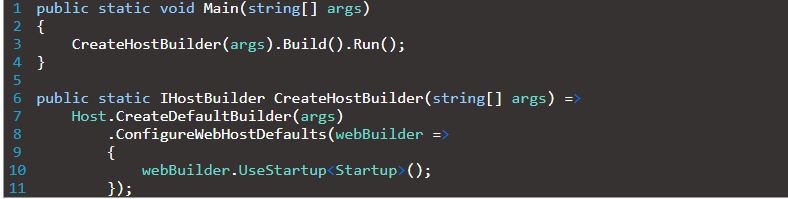 1 public static void Main(string[] args)
2 {
3     CreateHostBuilder(args).Build().Run();
4 }
5
6 public static IHostBuilder CreateHostBuilder(string[] args) =>
7     Host.CreateDefaultBuilder(args)
8         .ConfigureWebHostDefaults(webBuilder =>
9         {
10             webBuilder.UseStartup<Startup>();
11         });